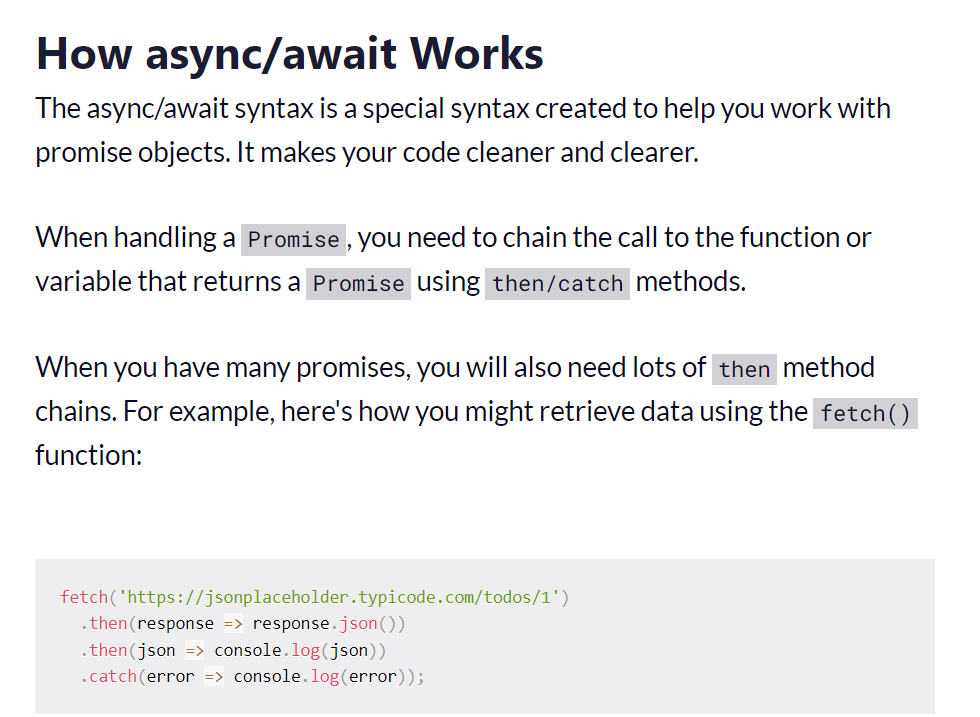 How async/await Works
The async/await syntax is a special syntax created to help you work with
promise objects. It makes your code cleaner and clearer.
When handling a Promise, you need to chain the call to the function or
variable that returns a Promise using then/catch methods.
When you have many promises, you will also need lots of then method
chains. For example, here's how you might retrieve data using the fetch()
function:
fetch('https://jsonplaceholder.typicode.com/todos/1')
  .then(response => response.json())
  .then(json => console.log(json))
  .catch(error => console.log(error));